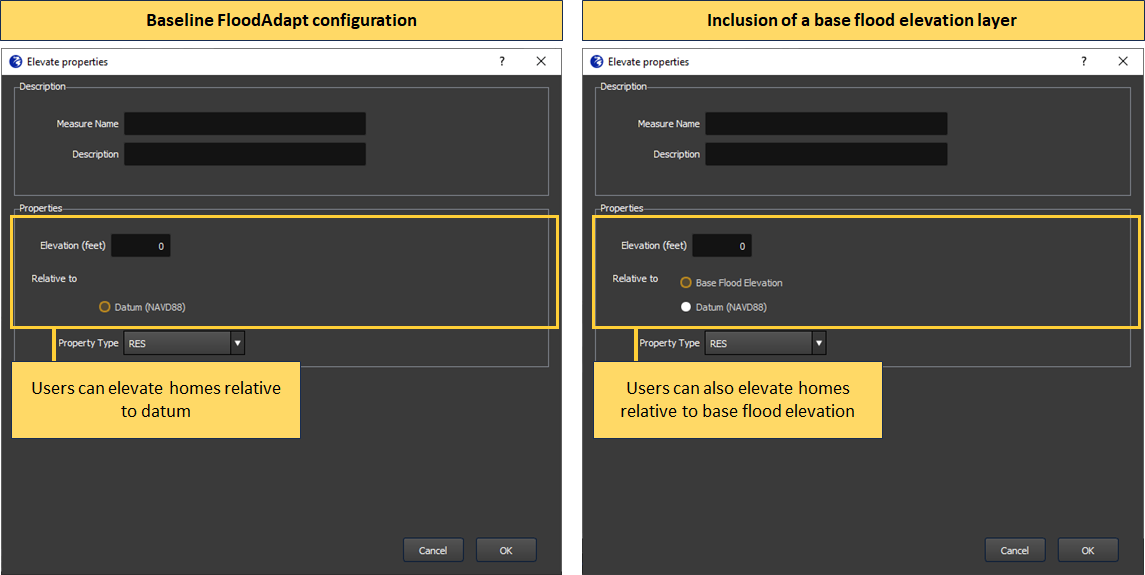 Baseline FloodAdapt configuration
Elevate properties
?
Description
Measure Name
Description
Properties
Elevation (feet) 0
Relative to
Datum (NAVD88)
Property Type RES
Users can elevate homes relative
to datum
Cancel OK
Inclusion of a base flood elevation layer
Elevate properties
?
Description
Measure Name
Description
Properties
Elevation (feet) 0
Relative to
Base Flood Elevation
Datum (NAVD88)
Property Type RES
Users can also elevate homes
relative to base flood elevation
Cancel OK